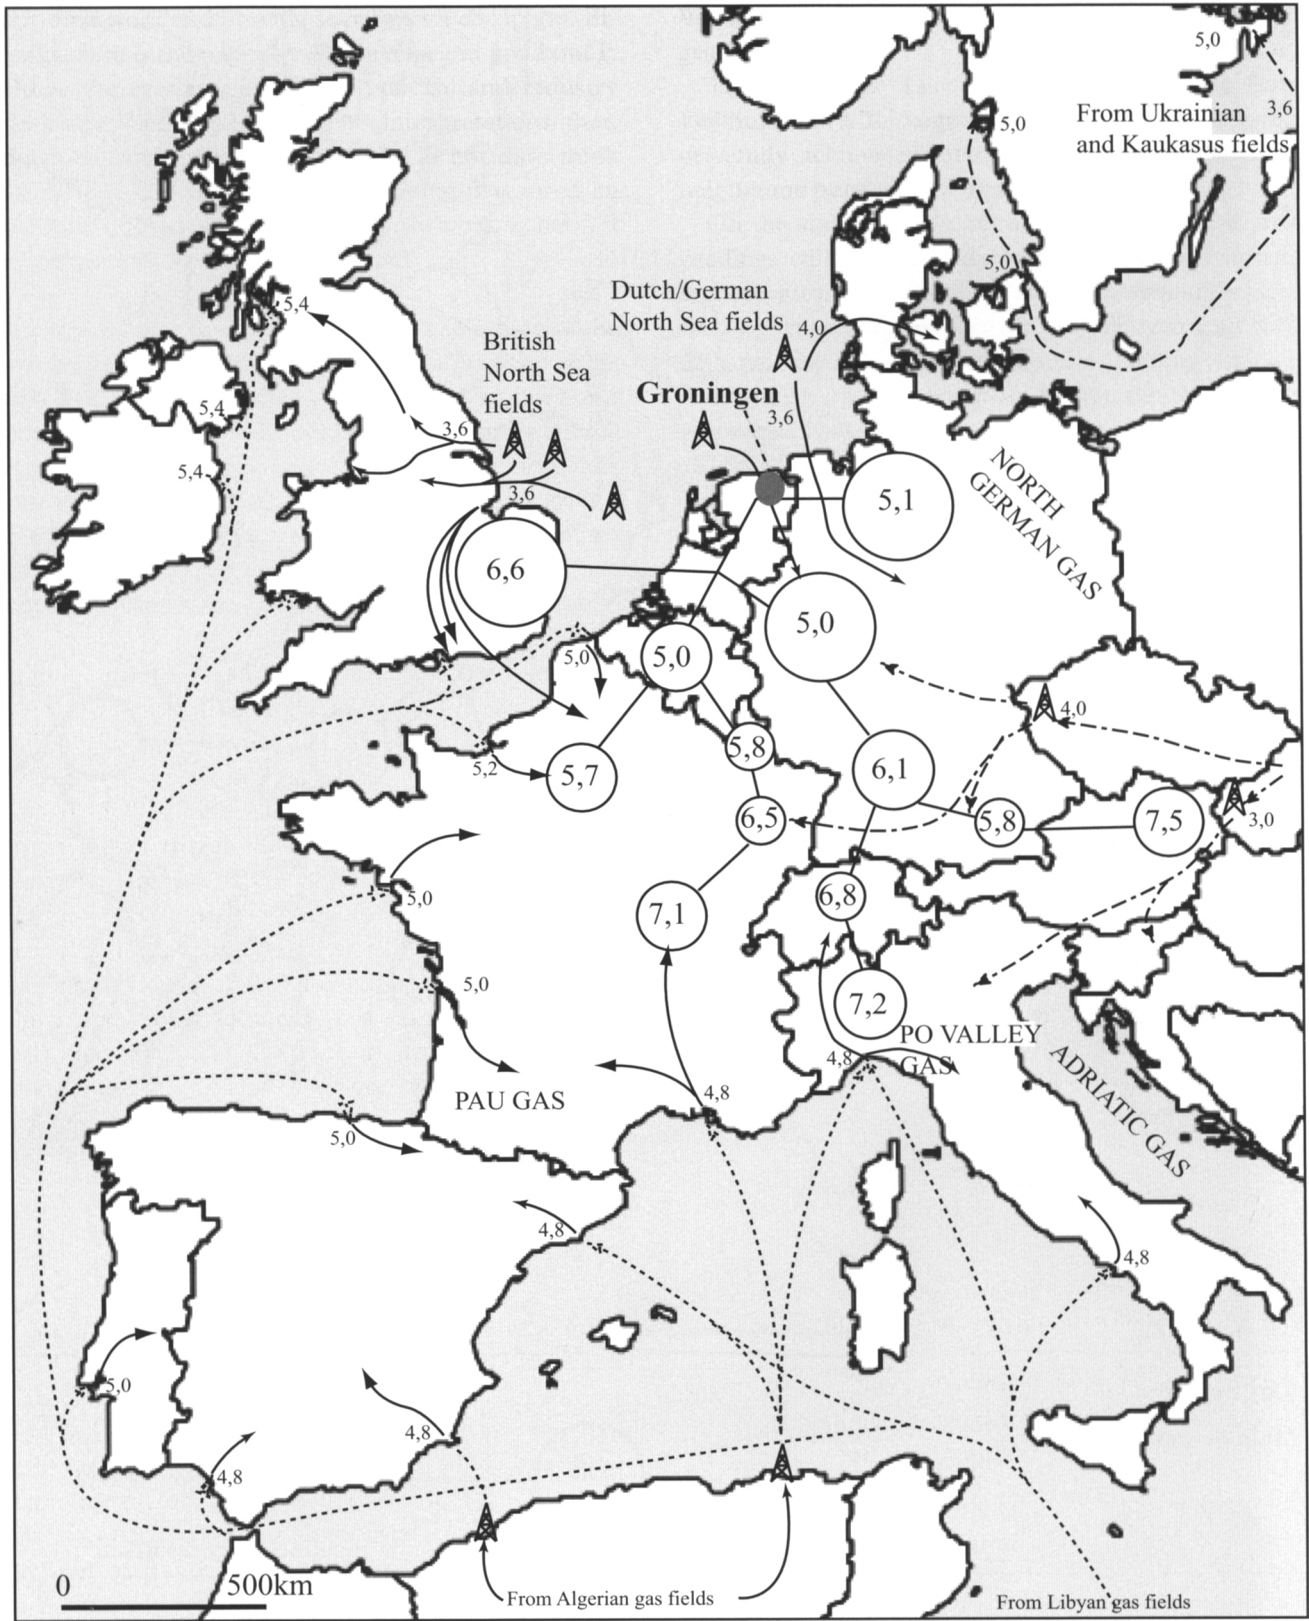 5,0
From Ukrainian
and Kaukasus fields
3,6
5,0
5,0
Dutch/German
North Sea fields
4,0
5,4
British
North Sea
fields
Groningen
3,6
5,4
3,6
5,4
3,6
5,1
NORTH
GERMAN GAS
6,6
5,0
5,0
5,0
4,0
5,2
5,7
5,8
6,1
6,5
5,8
7,5
3,0
5,0
7,1
6,8
5,0
7,2
PO VALLEY
GAS
4,8
ADRIATIC GAS
PAU GAS
4,8
5,0
4,8
4,8
5,0
4,8
4,8
0
500km
From Algerian gas fields
From Libyan gas fields